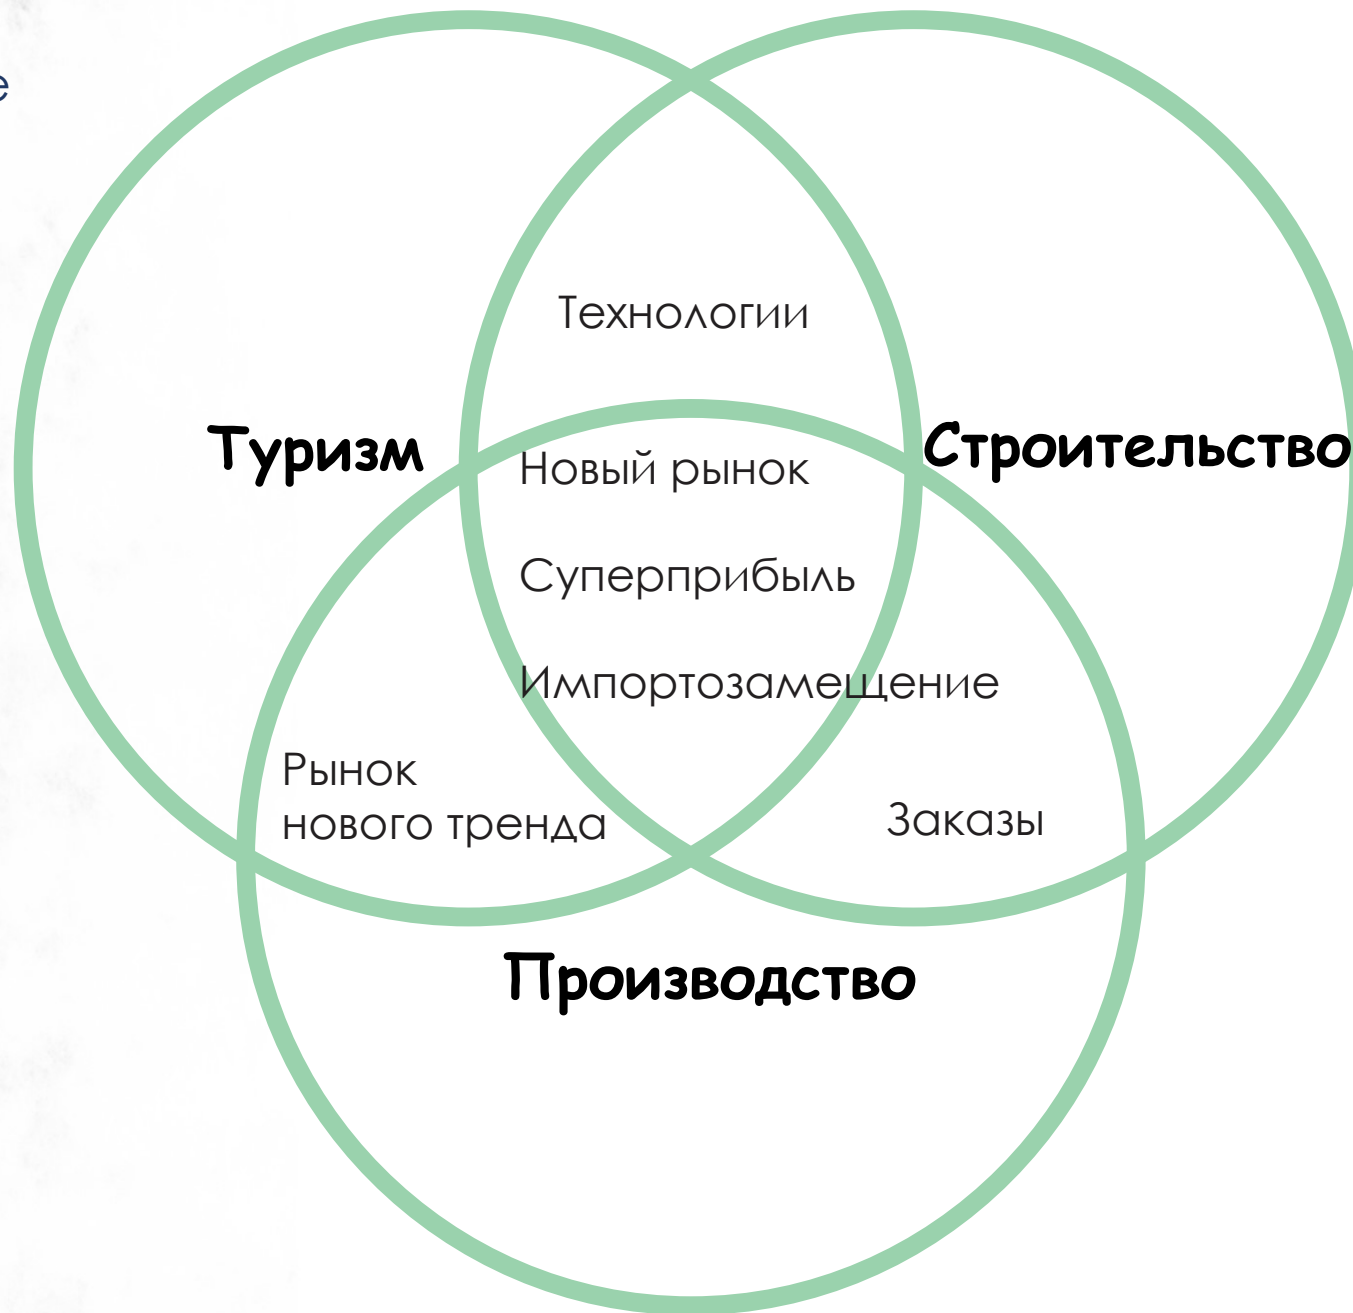 е
Технологии
Туризм
Строительство
Новый рынок
Суперприбыль
Импортозамещение
Рынок
нового тренда
Заказы
Производство